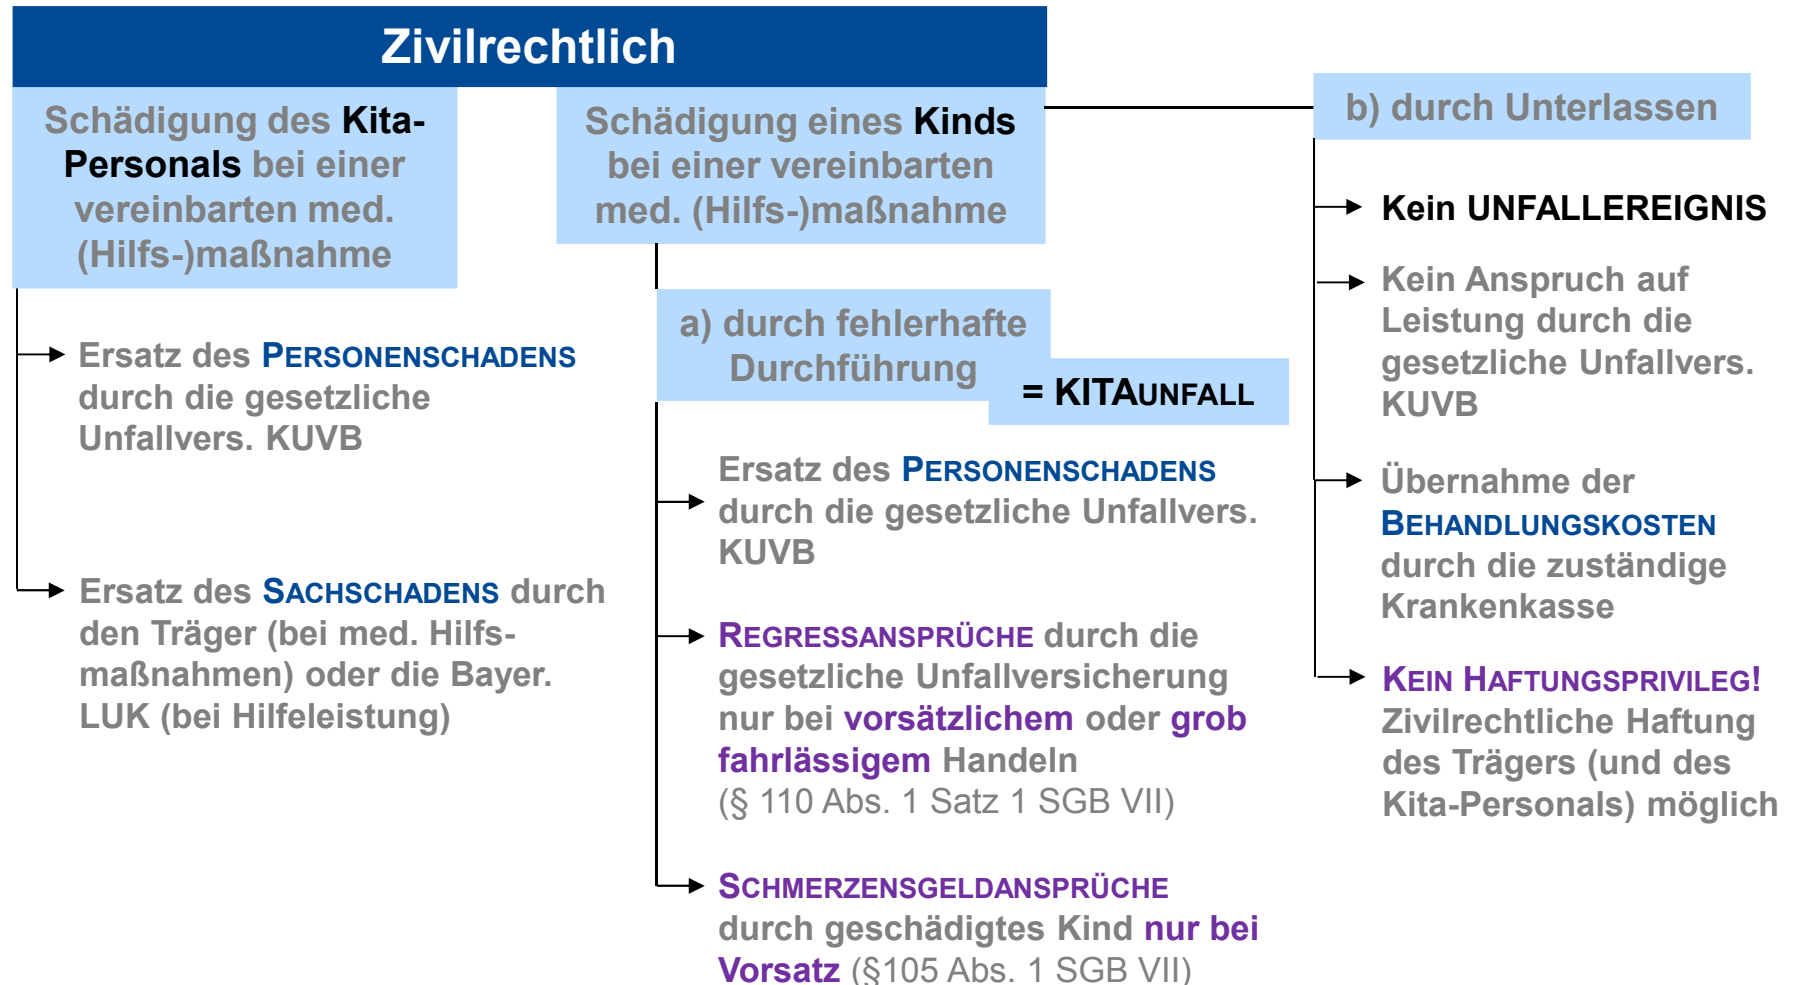 Zivilrechtlich
Schädigung des Kita-
Personals bei einer
vereinbarten med.
(Hilfs-)maßnahme
Ersatz des PERSONENSCHADENS
durch die gesetzliche
Unfallvers. KUVB
Ersatz des SACHSCHADENS durch
den Träger (bei med. Hilfs-
maßnahmen) oder die Bayer.
LUK (bei Hilfeleistung)
Schädigung eines Kinds
bei einer vereinbarten
med. (Hilfs-)maßnahme
a) durch fehlerhafte
Durchführung
= KITAUNFALL
Ersatz des PERSONENSCHADENS
durch die gesetzliche Unfallvers.
KUVB
REGRESSANSPRÜCHE durch die
gesetzliche Unfallversicherung
nur bei vorsätzlichem oder grob
fahrlässigem Handeln
(§ 110 Abs. 1 Satz 1 SGB VII)
SCHMERZENSGELDANSPRÜCHE
durch geschädigtes Kind nur bei
Vorsatz (§105 Abs. 1 SGB VII)
b) durch Unterlassen
Kein UNFALLEREIGNIS
Kein Anspruch auf
Leistung durch die
gesetzliche Unfallvers.
KUVB
Übernahme der
BEHANDLUNGSKOSTEN
durch die zuständige
Krankenkasse
KEIN HAFTUNGSPRIVILEG!
Zivilrechtliche Haftung
des Trägers (und des
Kita-Personals) möglich